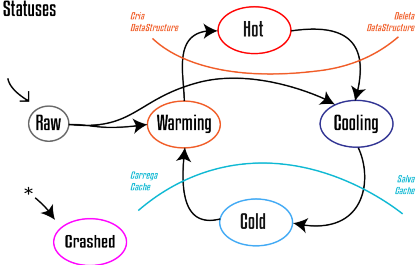 Statuses
Cria
DataStructure
Hot
Deleta
DataStructure
Raw
Warming
Cooling
Carrega
Cache
Salva
Cache
*
Cold
Crashed